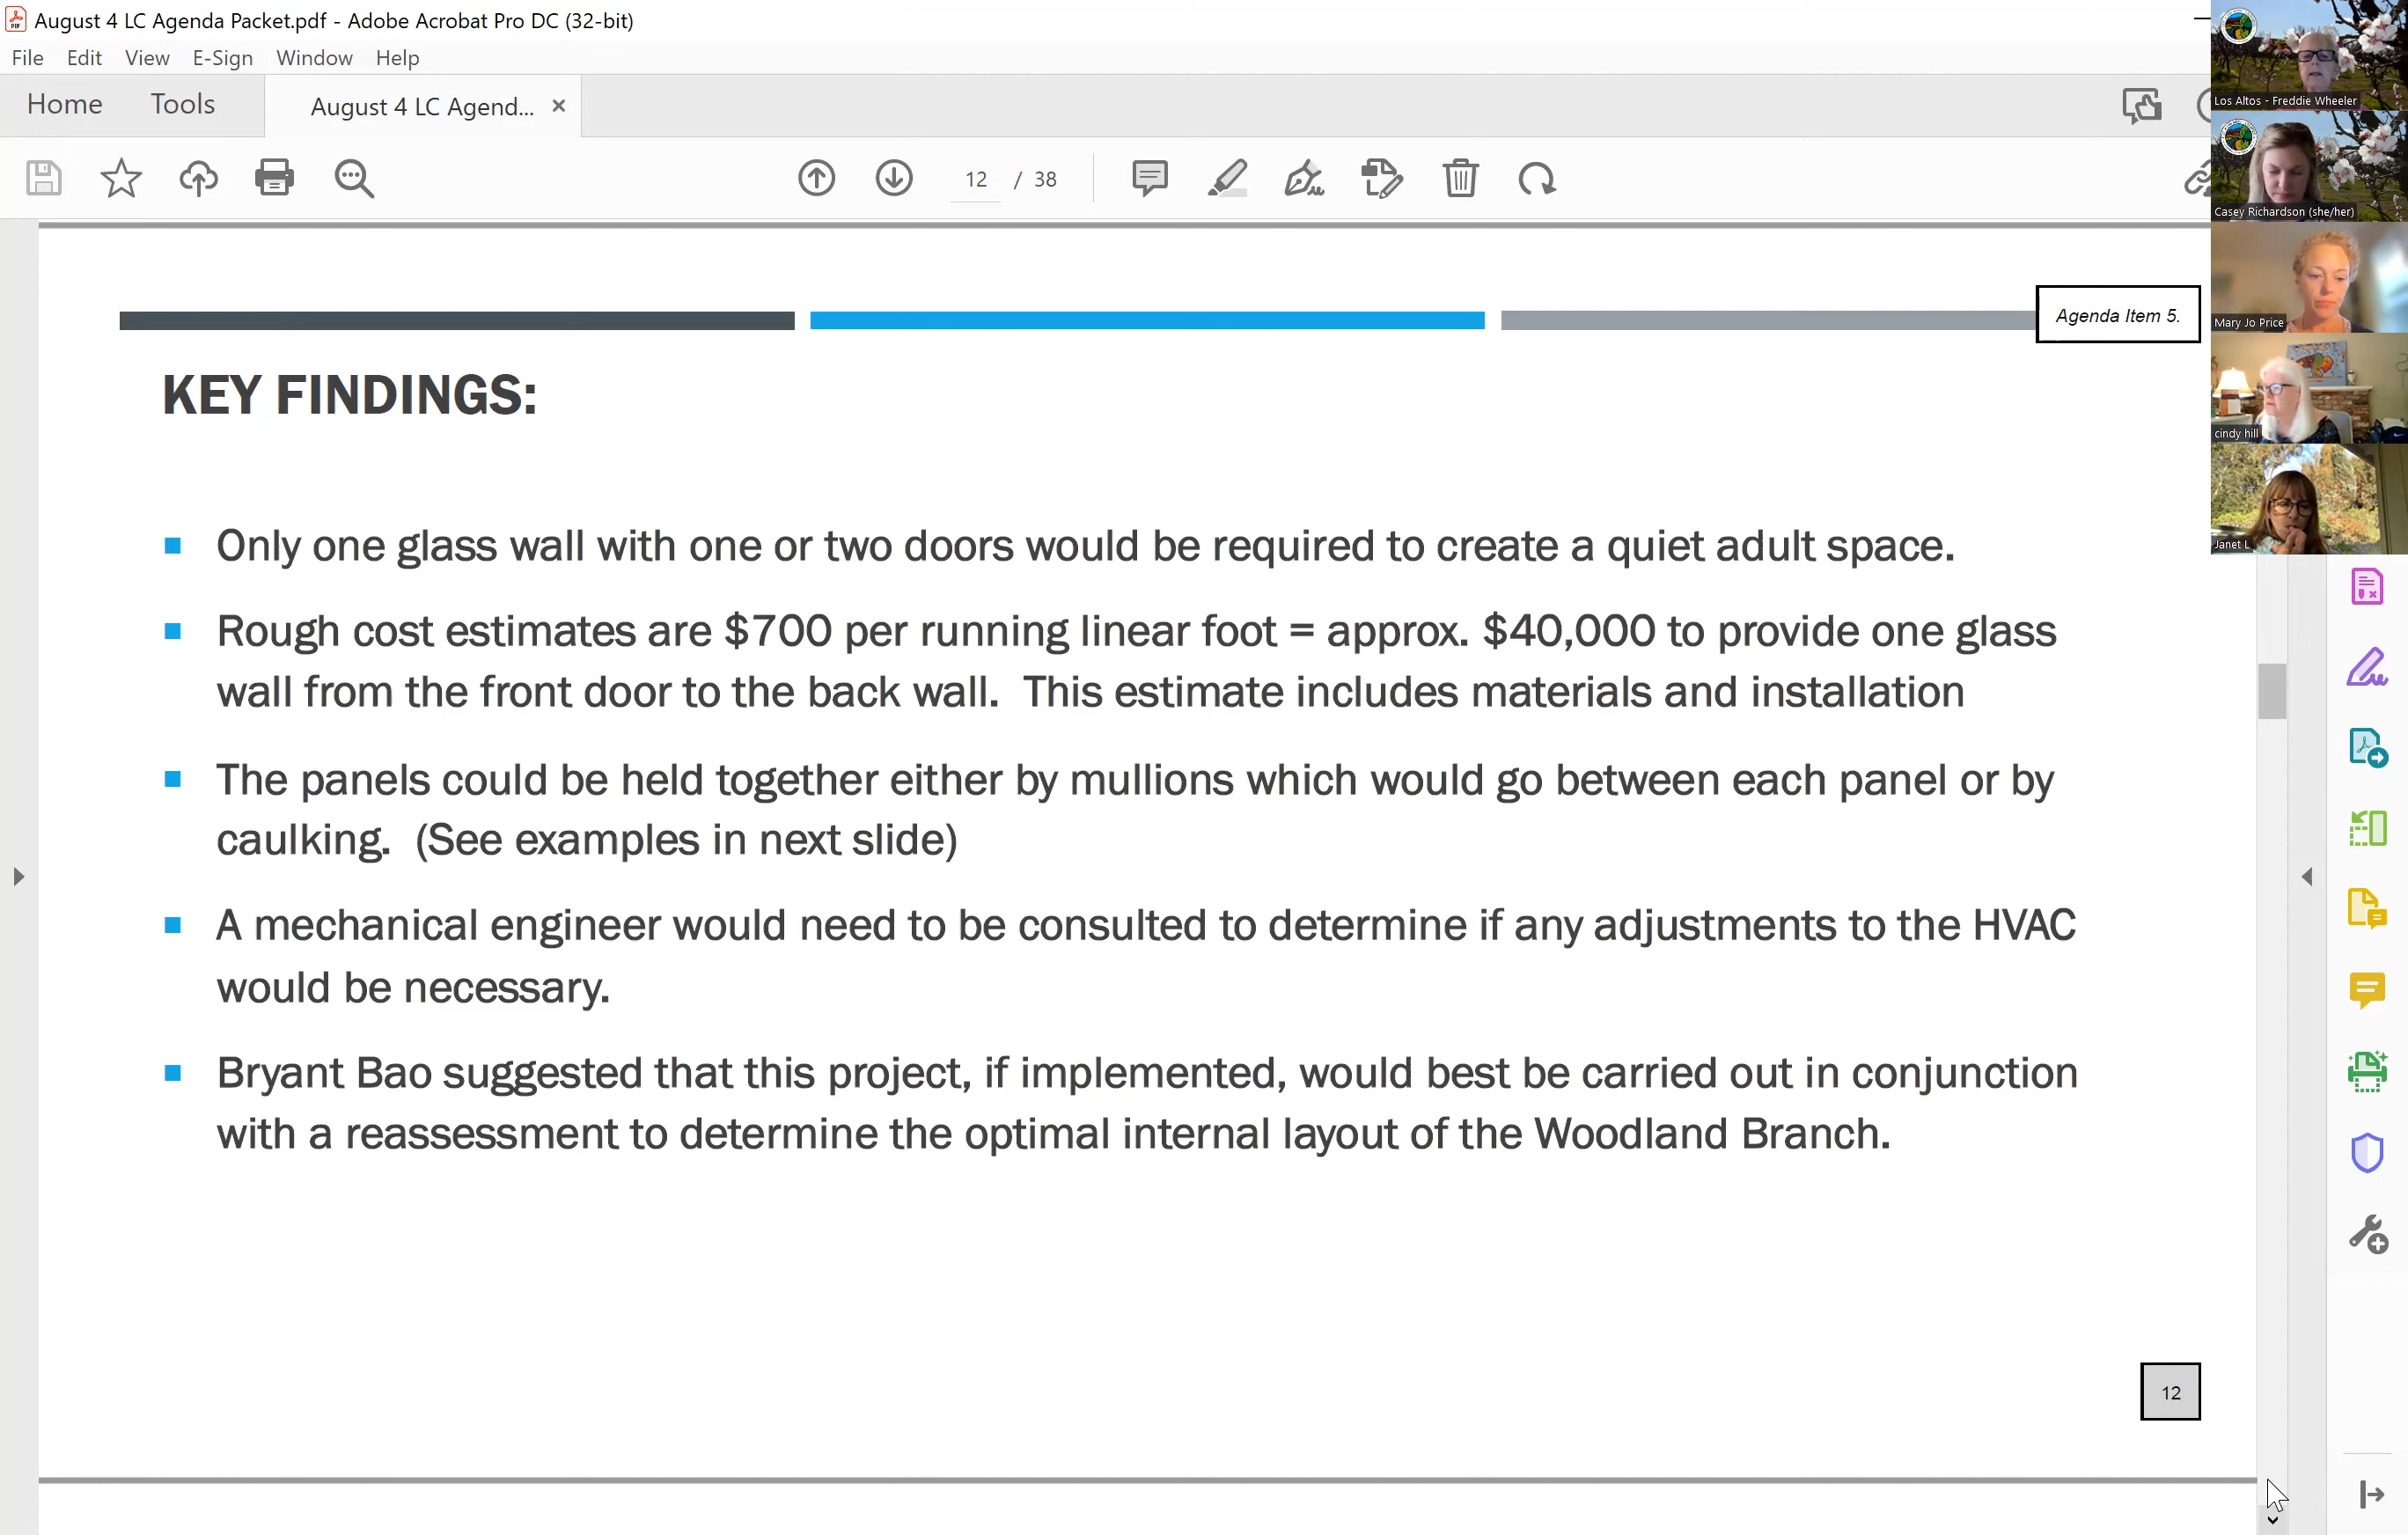 August 4 LC Agenda Packet.pdf - Adobe Acrobat Pro DC (32-bit)
File Edit View E-Sign Window Help
Home Tools August 4 LC Agend... ×
12 / 38
Los Altos - Freddie Wheeler
Casey Richardson (she/her)
Mary Jo Price
cindy hill
Janet L
Agenda Item 5.
KEY FINDINGS:
Only one glass wall with one or two doors would be required to create a quiet adult space.
Rough cost estimates are $700 per running linear foot = approx. $40,000 to provide one glass
wall from the front door to the back wall. This estimate includes materials and installation
The panels could be held together either by mullions which would go between each panel or by
caulking. (See examples in next slide)
A mechanical engineer would need to be consulted to determine if any adjustments to the HVAC
would be necessary.
Bryant Bao suggested that this project, if implemented, would best be carried out in conjunction
with a reassessment to determine the optimal internal layout of the Woodland Branch.
12